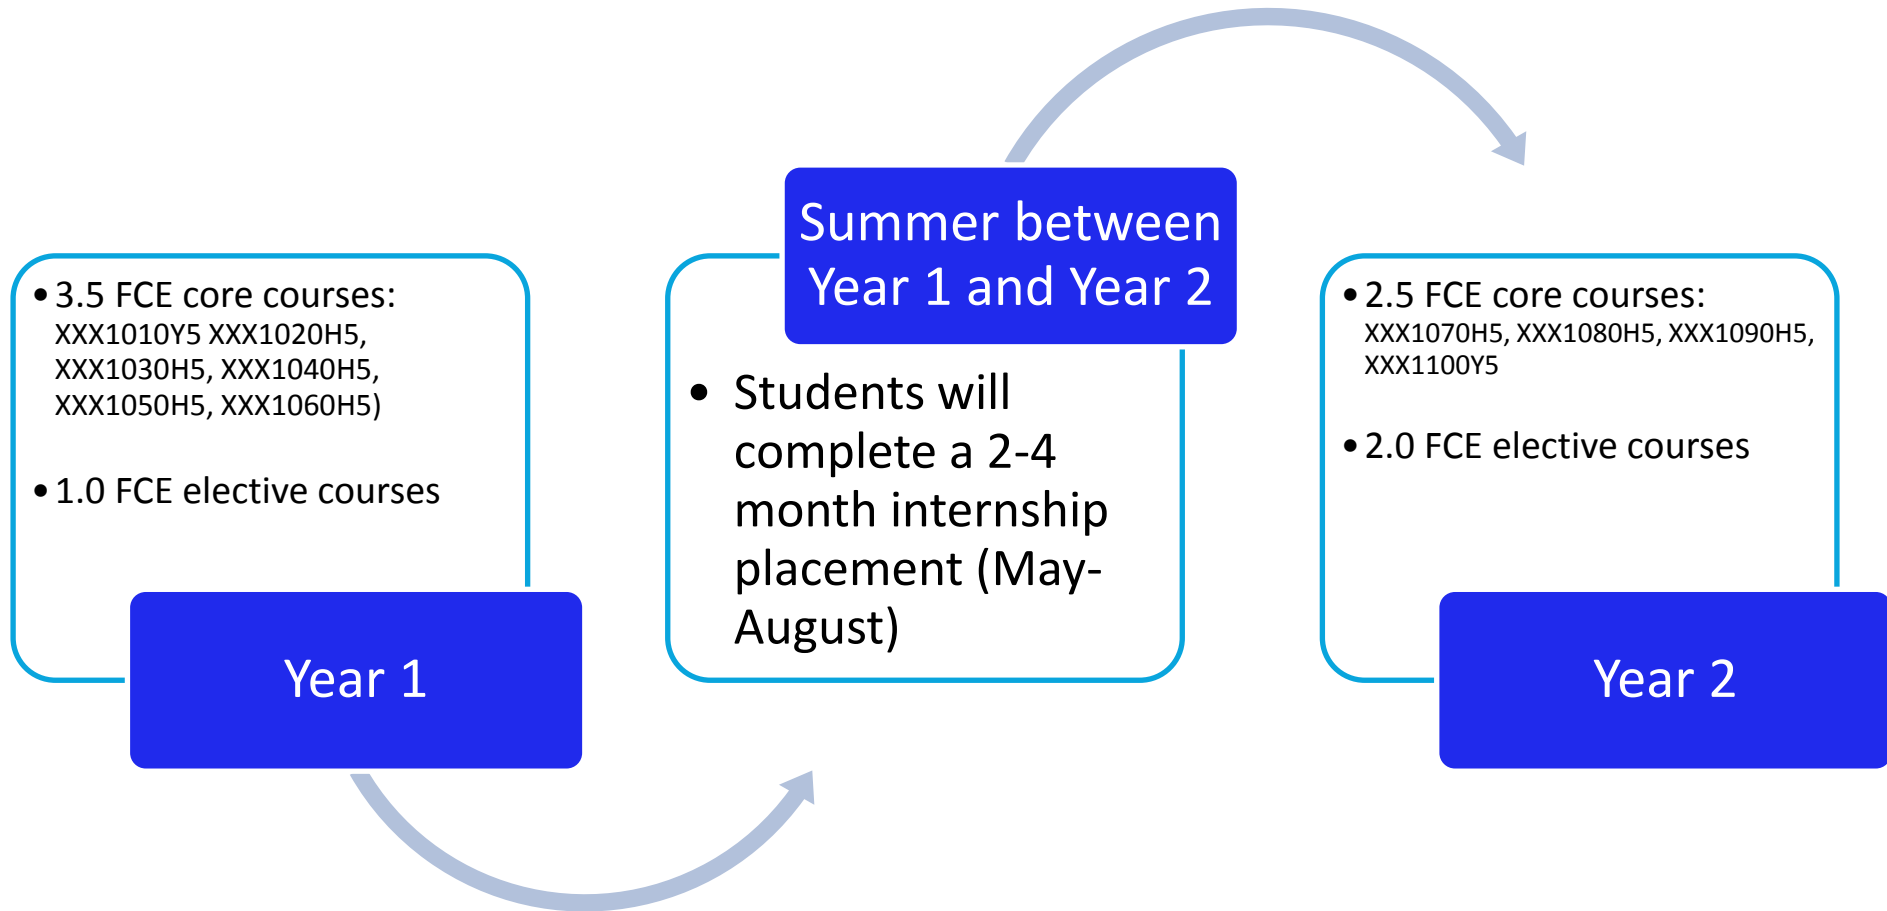 • 3.5 FCE core courses:
XXX1010Y5 XXX1020H5,
XXX1030H5, XXX1040H5,
XXX1050H5, XXX1060H5)
• 1.0 FCE elective courses
Year 1
Summer between
Year 1 and Year 2
• Students will
complete a 2-4
month internship
placement (May-
August)
• 2.5 FCE core courses:
XXX1070H5, XXX1080H5, XXX1090H5,
XXX1100Y5
• 2.0 FCE elective courses
Year 2